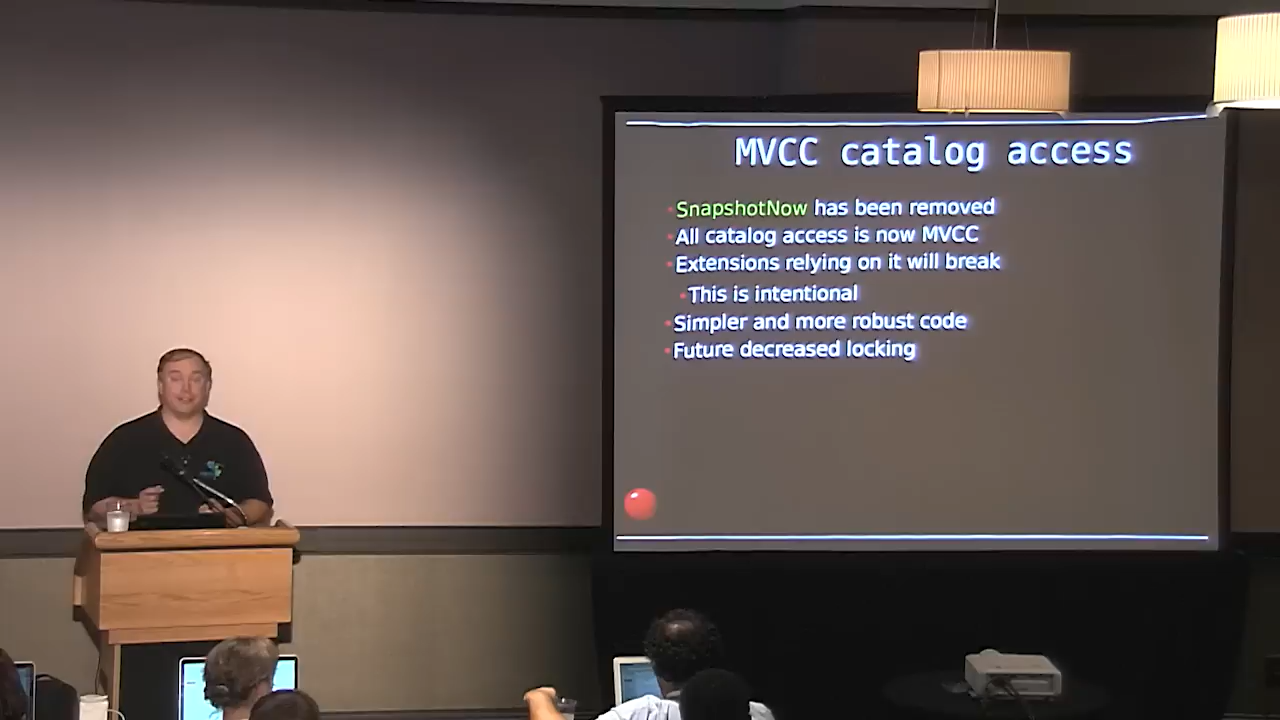 MVCC catalog access
SnapshotNow has been removed
All catalog access is now MVCC
Extensions relying on it will break
This is intentional
Simpler and more robust code
Future decreased locking